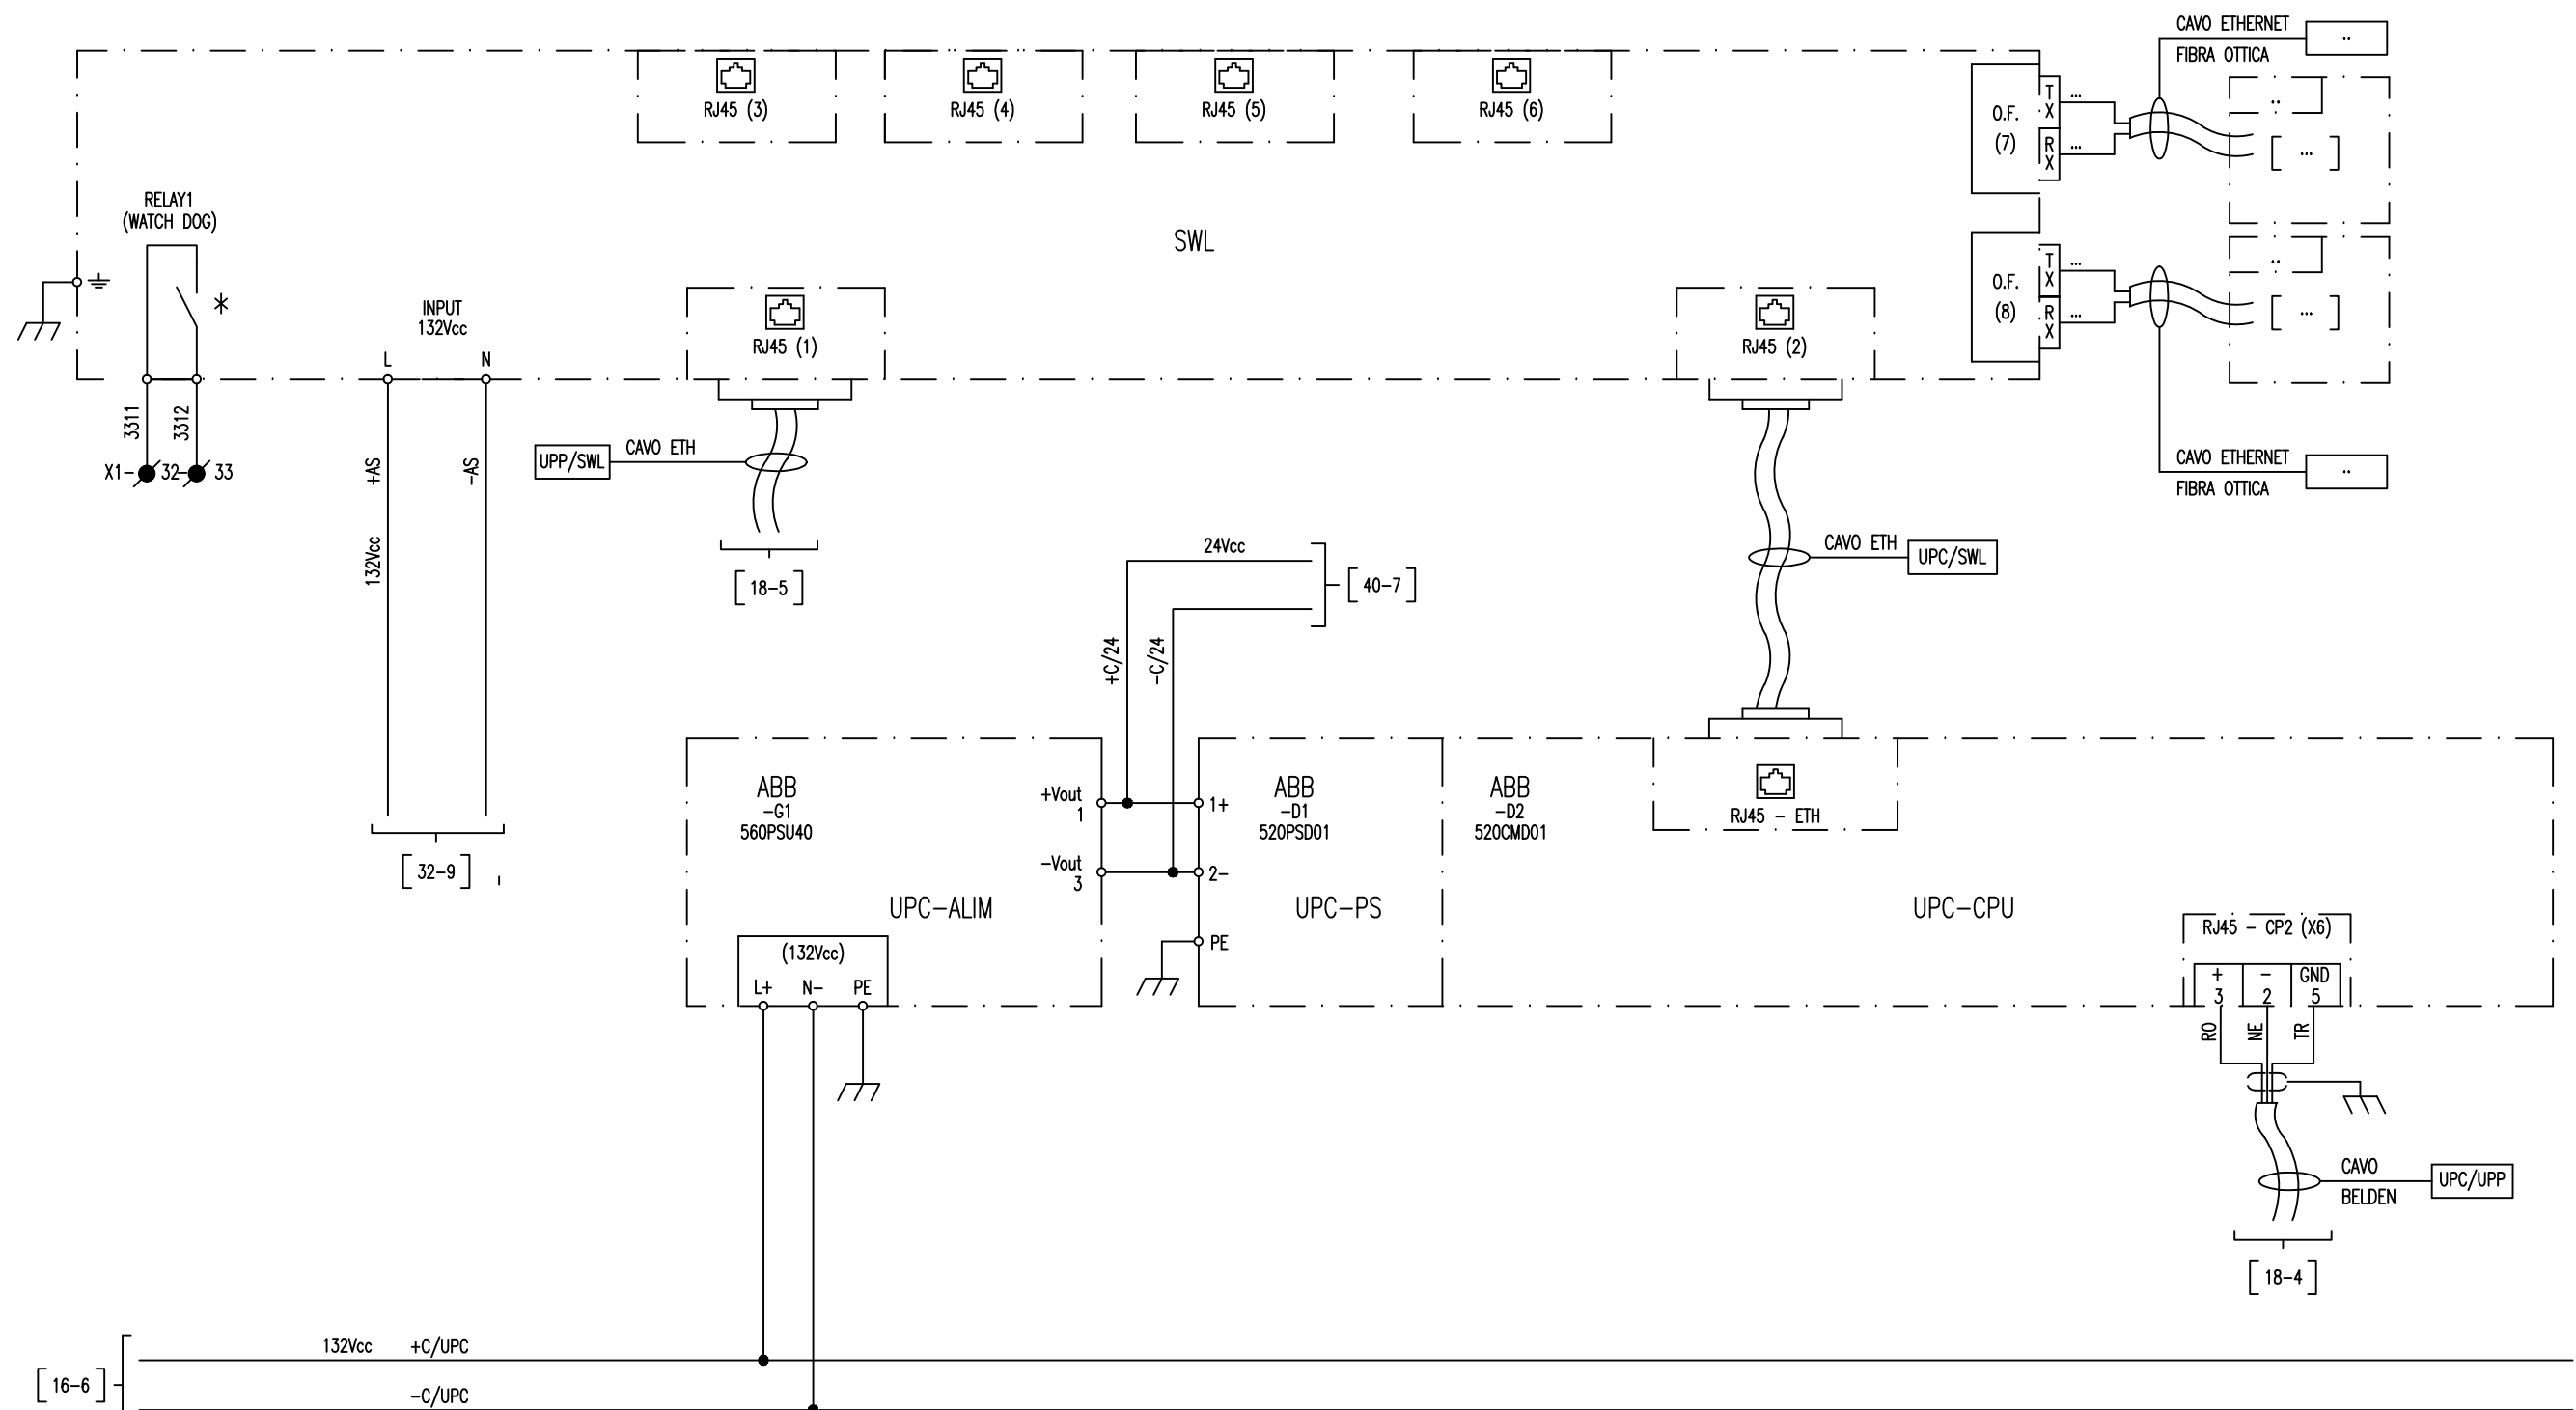 CAVO ETHERNET
..
FIBRA OTTICA
RJ45 (3)
RJ45 (4)
RJ45 (5)
RJ45 (6)
O.F.
(7)
TX
...
RX
...
..
[ ... ]
RELAY1
(WATCH DOG)
SWL
O.F.
(8)
TX
...
RX
...
..
[ ... ]
*
INPUT
132Vcc
L
N
RJ45 (1)
RJ45 (2)
3311
3312
X1-
32-
33
+AS
-AS
132Vcc
UPP/SWL
CAVO ETH
[18-5]
CAVO ETHERNET
..
FIBRA OTTICA
24Vcc
[40-7]
+C/24
-C/24
CAVO ETH
UPC/SWL
[32-9]
ABB
-G1
560PSU40
+Vout
1
-Vout
3
UPC-ALIM
(132Vcc)
L+
N-
PE
1+
2-
PE
ABB
-D1
520PSD01
UPC-PS
ABB
-D2
520CMD01
RJ45 - ETH
UPC-CPU
RJ45 - CP2 (X6)
+
-
GND
3
2
5
RO
NE
TR
CAVO
BELDEN
UPC/UPP
[18-4]
132Vcc
+C/UPC
[16-6]
-C/UPC